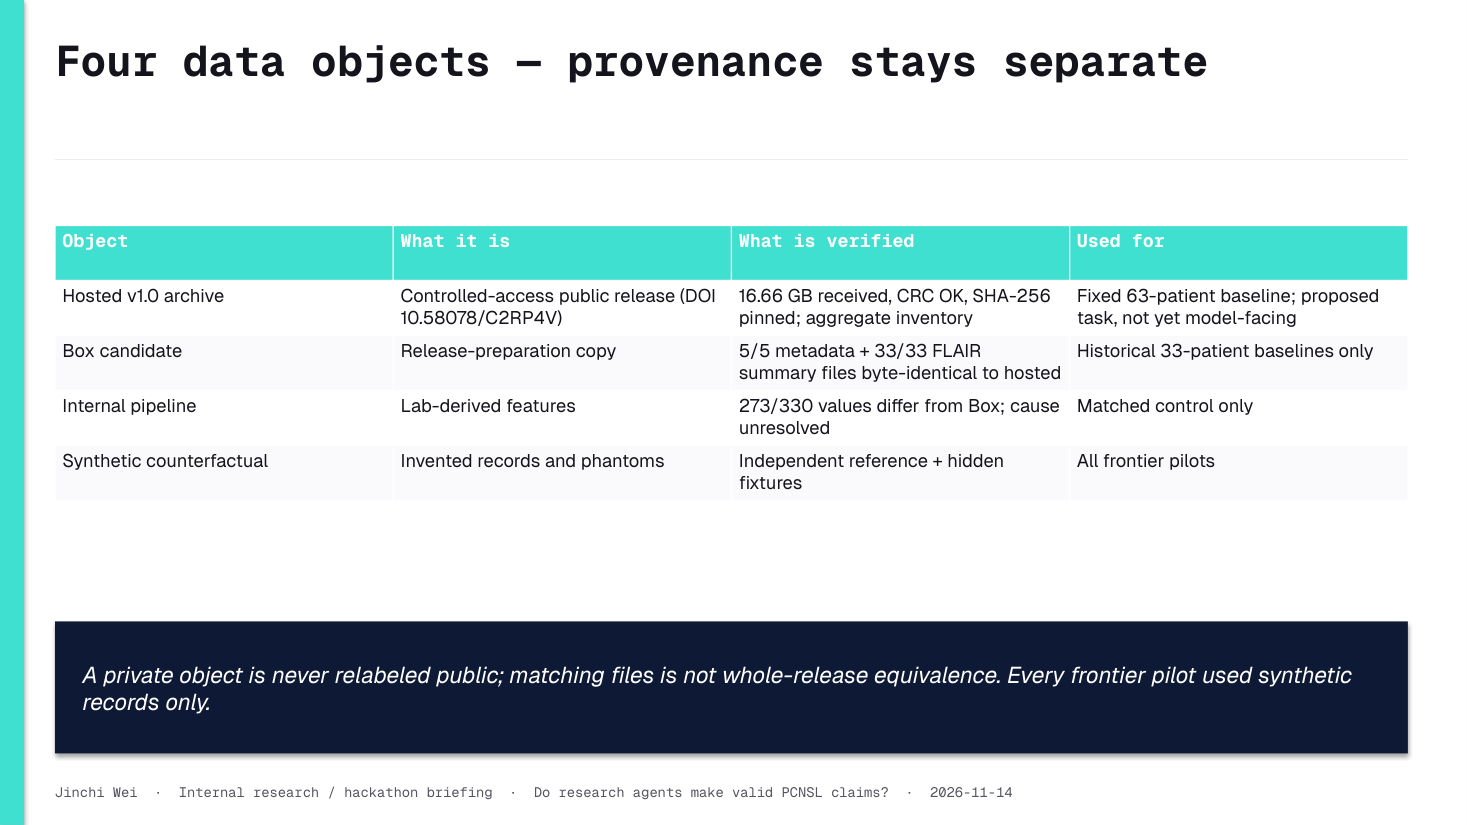 Four data objects — provenance stays separate
Object
What it is
What is verified
Used for
Hosted v1.0 archive
Controlled-access public release (DOI
10.58078/C2RP4V)
16.66 GB received, CRC OK, SHA-256
pinned; aggregate inventory
Fixed 63-patient baseline; proposed
task, not yet model-facing
Box candidate
Release-preparation copy
5/5 metadata + 33/33 FLAIR
summary files byte-identical to hosted
Historical 33-patient baselines only
Internal pipeline
Lab-derived features
273/330 values differ from Box; cause
unresolved
Matched control only
Synthetic counterfactual
Invented records and phantoms
Independent reference + hidden
fixtures
All frontier pilots
A private object is never relabeled public; matching files is not whole-release equivalence. Every frontier pilot used synthetic
records only.
Jinchi Wei · Internal research / hackathon briefing · Do research agents make valid PCNSL claims? · 2026-11-14